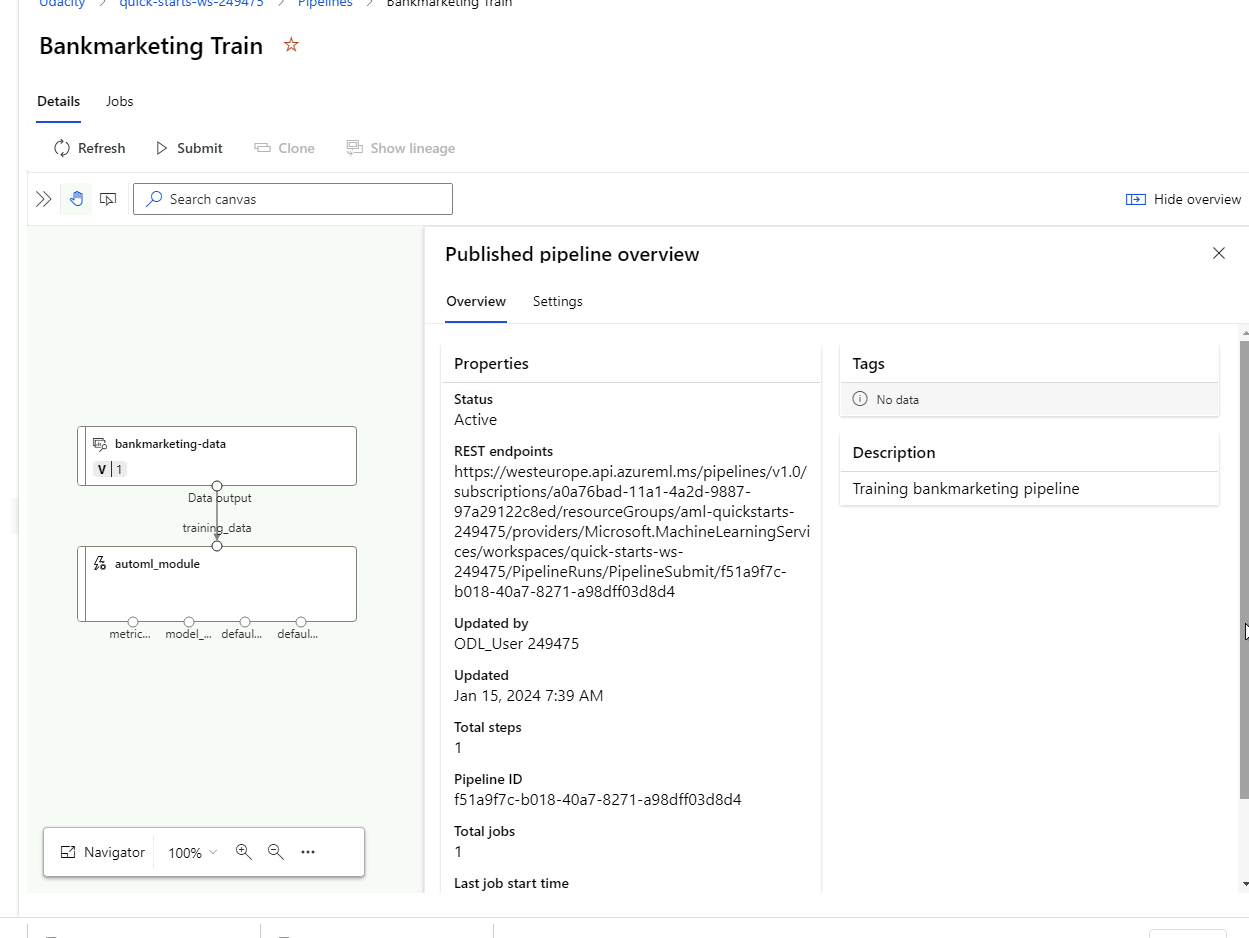 Udacity > quick-starts-ws-249475 > Pipelines > Bankmarketing Train
Bankmarketing Train
Details Jobs
Refresh Submit Clone Show lineage
Search canvas
Hide overview
bankmarketing-data
V 1
Data output
training_data
automl_module
metric... model_... defaul... defaul...
Navigator 100%
Published pipeline overview
Overview Settings
Properties
Status
Active
REST endpoints
https://westeurope.api.azureml.ms/pipelines/v1.0/
subscriptions/a0a76bad-11a1-4a2d-9887-
97a29122c8ed/resourceGroups/aml-quickstarts-
249475/providers/Microsoft.MachineLearningServi
ces/workspaces/quick-starts-ws-
249475/PipelineRuns/PipelineSubmit/f51a9f7c-
b018-40a7-8271-a98dff03d8d4
Updated by
ODL_User 249475
Updated
Jan 15, 2024 7:39 AM
Total steps
1
Pipeline ID
f51a9f7c-b018-40a7-8271-a98dff03d8d4
Total jobs
1
Last job start time
Tags
No data
Description
Training bankmarketing pipeline